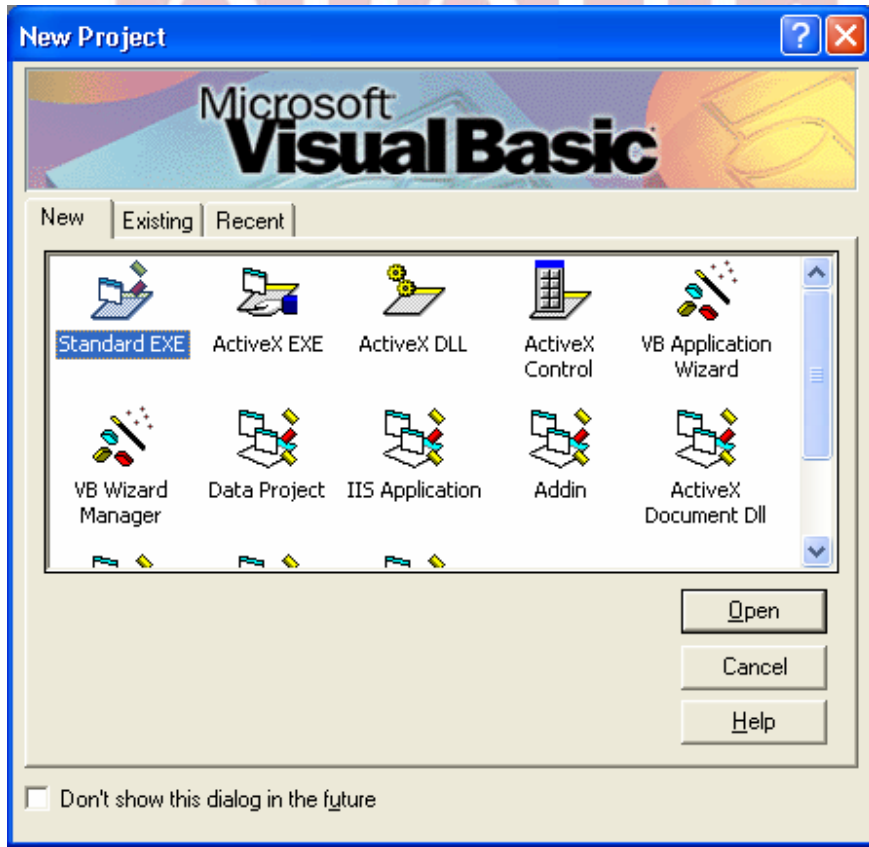 New Project
Microsoft
Visual Basic
New Existing Recent
Standard EXE ActiveX EXE ActiveX DLL ActiveX Control VB Application Wizard
VB Wizard Manager Data Project IIS Application Addin ActiveX Document Dll
Open
Cancel
Help
Don't show this dialog in the future